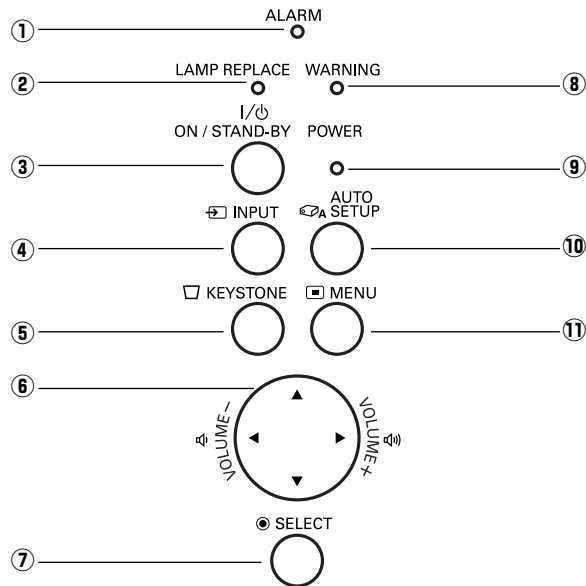 ① ALARM
② LAMP REPLACE WARNING ⑧
I/⏻
③ ON / STAND-BY POWER ⑨
AUTO
④ INPUT A SETUP ⑩
⑤ KEYSTONE MENU ⑪
⑥ VOLUME − VOLUME +
⑦ SELECT